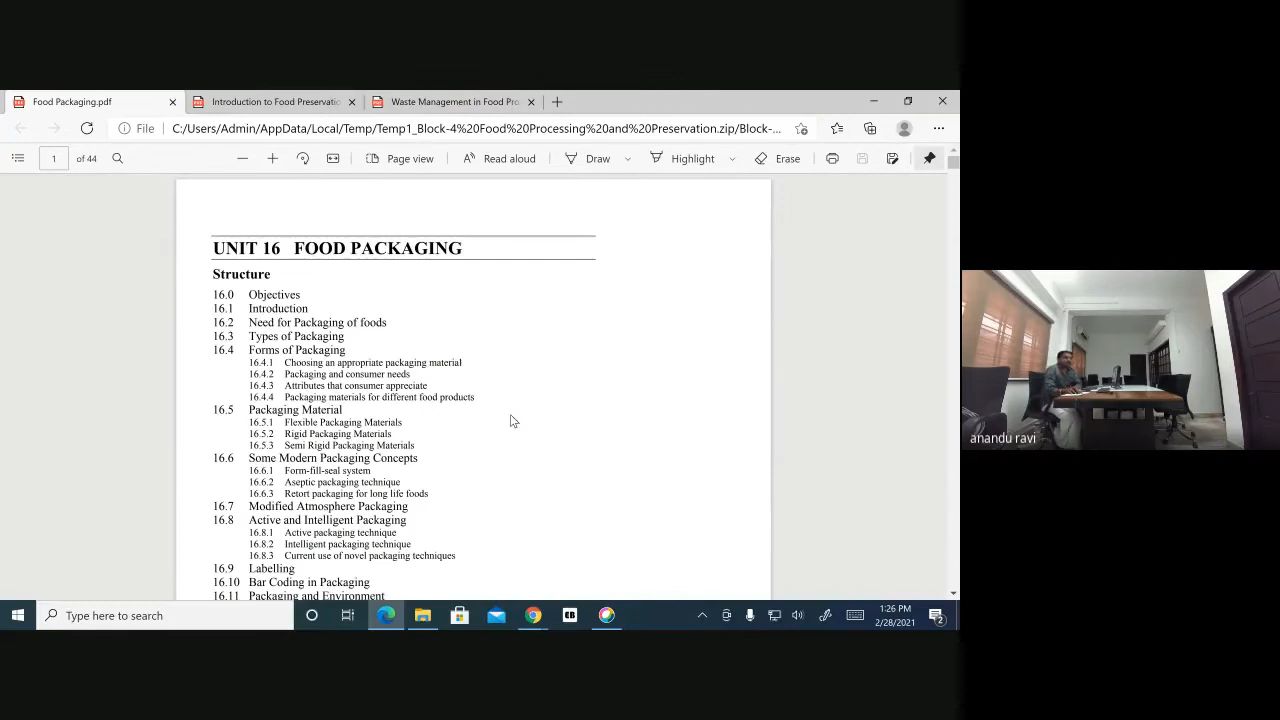 Food Packaging.pdf
Introduction to Food Preservatio
Waste Management in Food Pro
File
C:/Users/Admin/AppData/Local/Temp/Temp1_Block-4%20Food%20Processing%20and%20Preservation.zip/Block-...
1 of 44
Page view
Read aloud
Draw
Highlight
Erase
UNIT 16 FOOD PACKAGING
Structure
16.0 Objectives
16.1 Introduction
16.2 Need for Packaging of foods
16.3 Types of Packaging
16.4 Forms of Packaging
16.4.1 Choosing an appropriate packaging material
16.4.2 Packaging and consumer needs
16.4.3 Attributes that consumer appreciate
16.4.4 Packaging materials for different food products
16.5 Packaging Material
16.5.1 Flexible Packaging Materials
16.5.2 Rigid Packaging Materials
16.5.3 Semi Rigid Packaging Materials
16.6 Some Modern Packaging Concepts
16.6.1 Form-fill-seal system
16.6.2 Aseptic packaging technique
16.6.3 Retort packaging for long life foods
16.7 Modified Atmosphere Packaging
16.8 Active and Intelligent Packaging
16.8.1 Active packaging technique
16.8.2 Intelligent packaging technique
16.8.3 Current use of novel packaging techniques
16.9 Labelling
16.10 Bar Coding in Packaging
16.11 Packaging and Environment
Type here to search
CB
1:26 PM
2/28/2021
2
anandu ravi